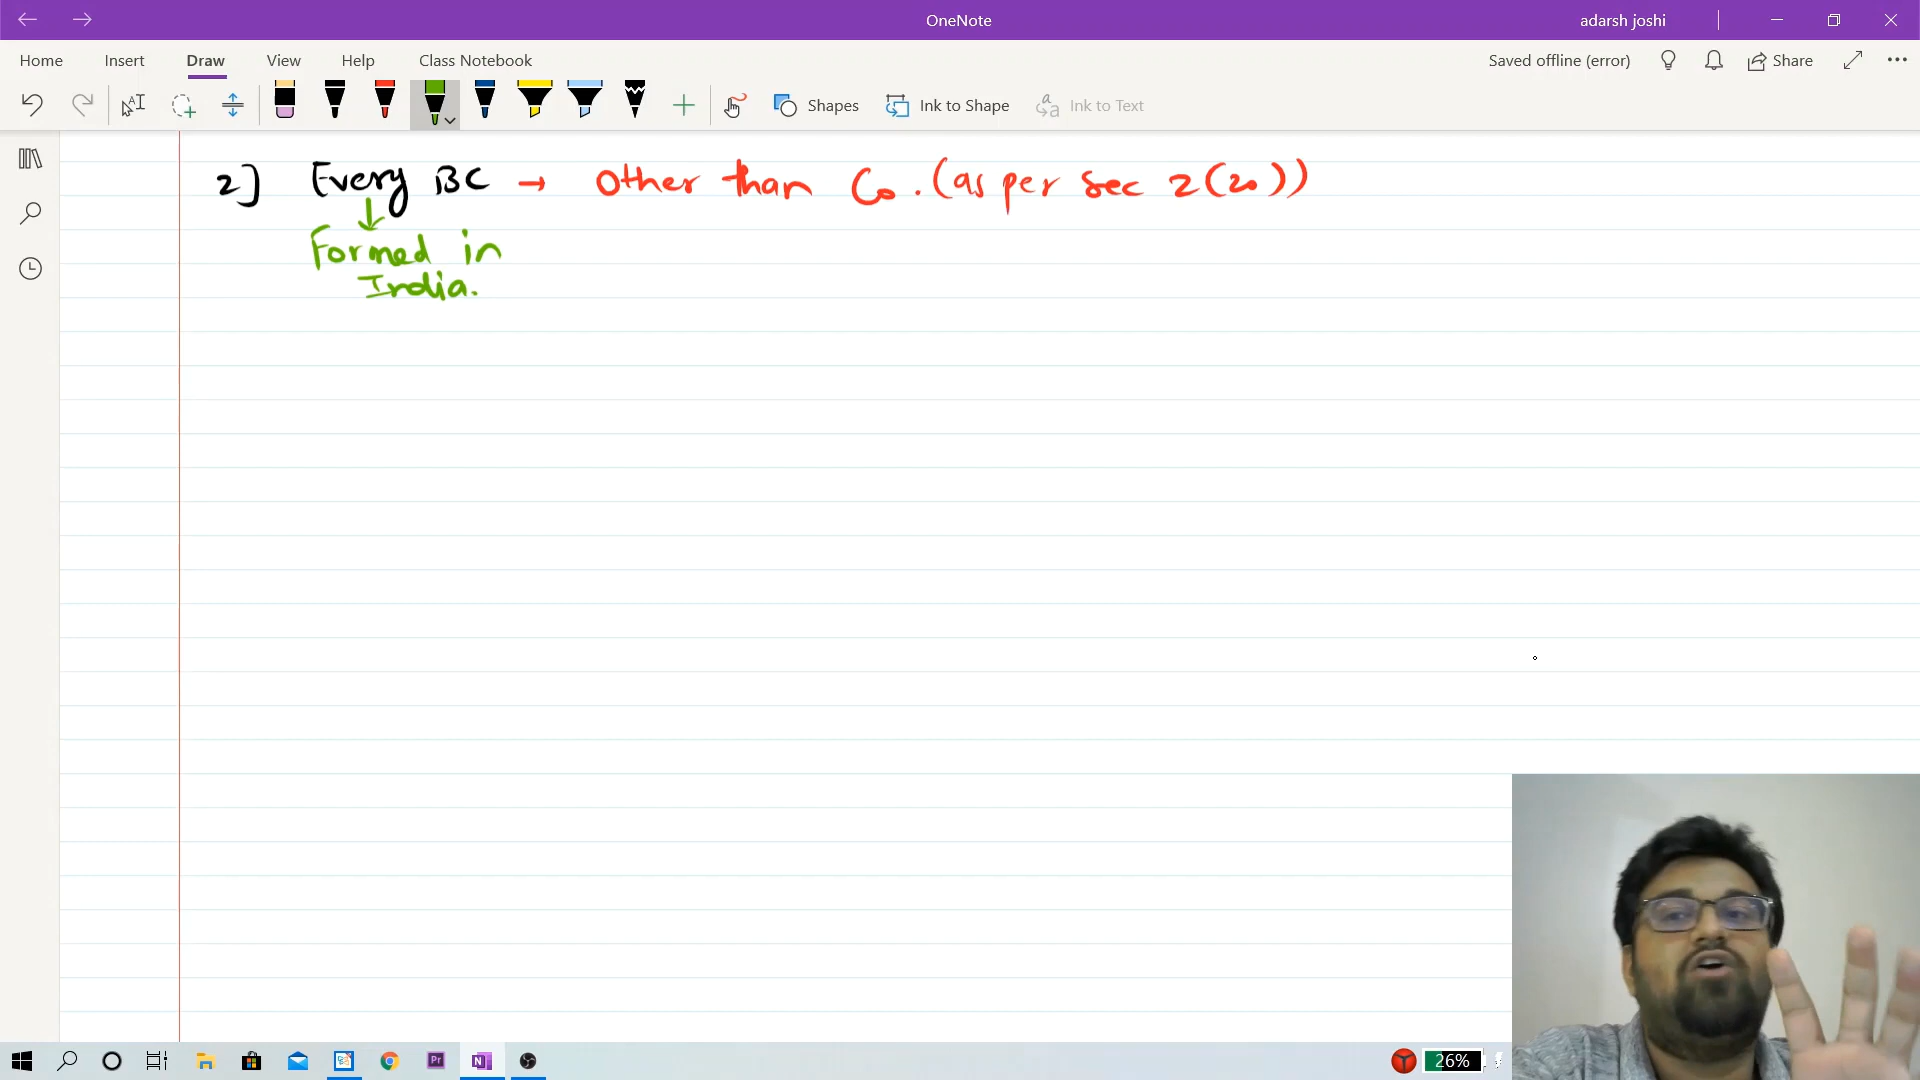 OneNote
adarsh joshi
Home Insert Draw View Help Class Notebook
Saved offline (error) Share
Shapes Ink to Shape Ink to Text
2] Every BC → Other than Co. (as per sec 2(20))
Formed in
India.
26%